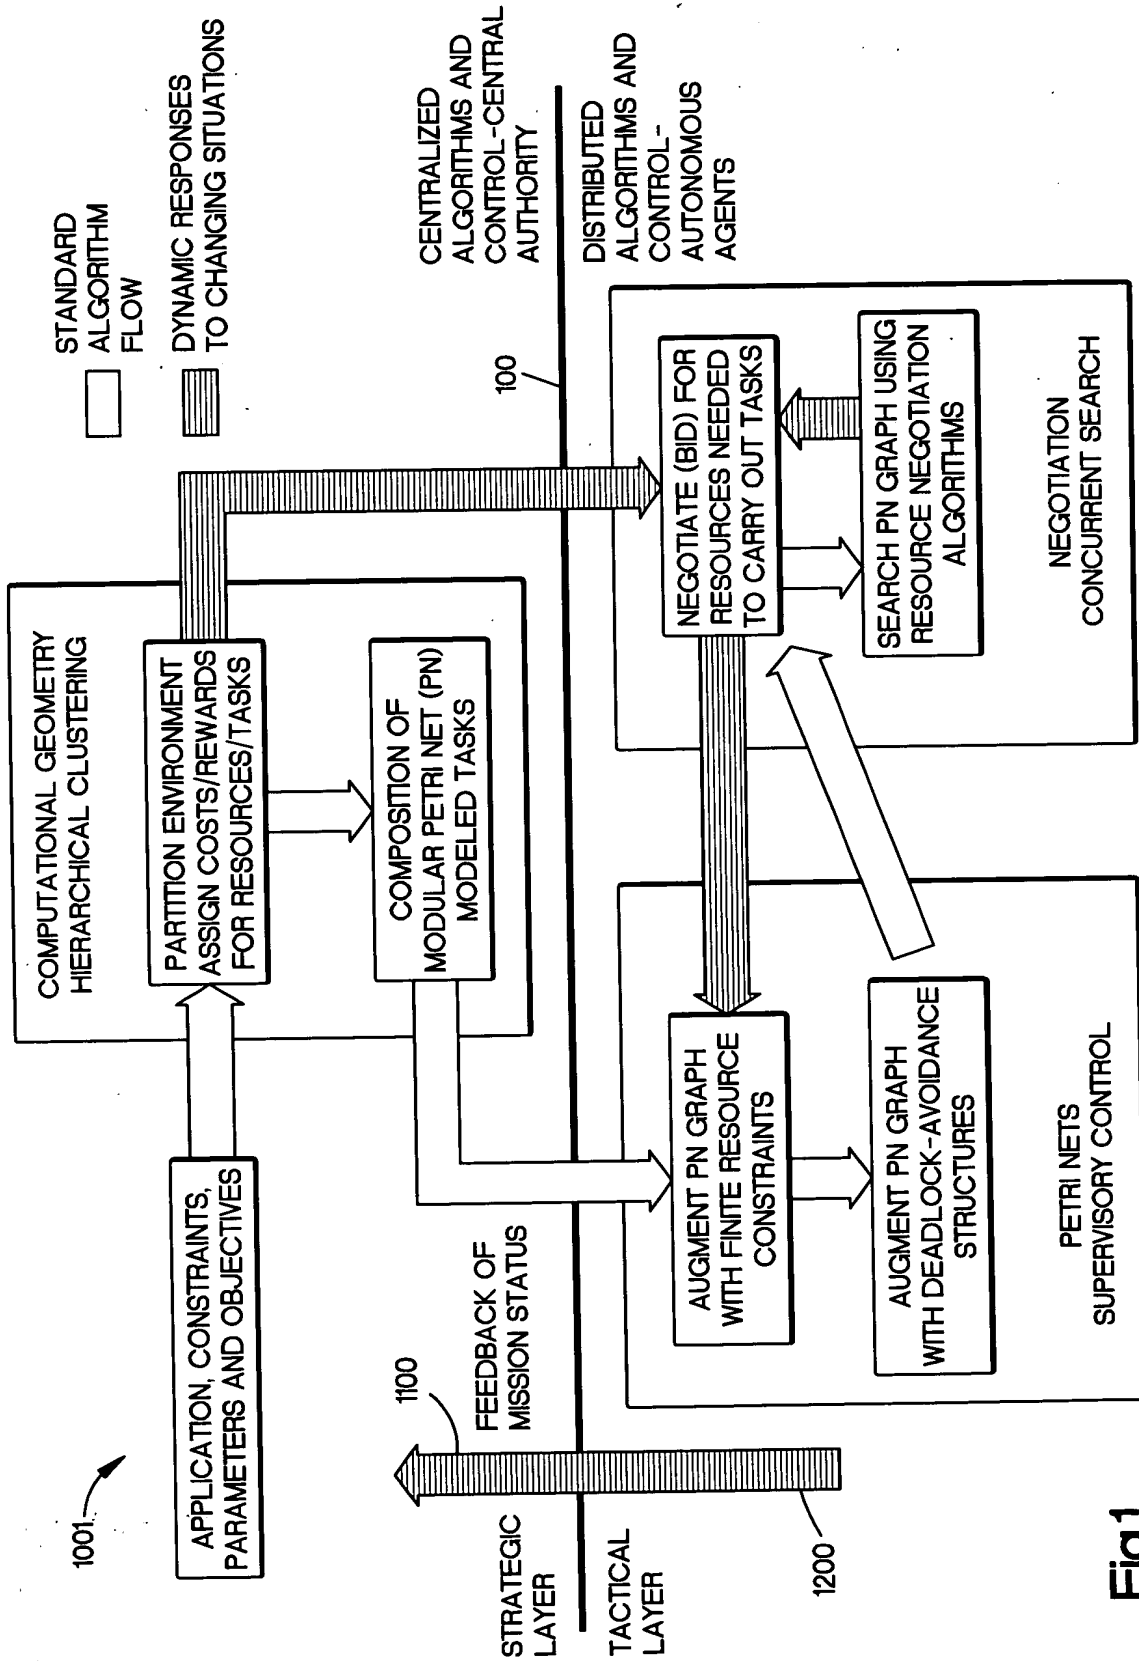 1001
STANDARD
ALGORITHM
FLOW
DYNAMIC RESPONSES
TO CHANGING SITUATIONS
APPLICATION, CONSTRAINTS,
PARAMETERS AND OBJECTIVES
COMPUTATIONAL GEOMETRY
HIERARCHICAL CLUSTERING
PARTITION ENVIRONMENT
ASSIGN COSTS/REWARDS
FOR RESOURCES/TASKS
COMPOSITION OF
MODULAR PETRI NET (PN)
MODELED TASKS
STRATEGIC
LAYER
1100
FEEDBACK OF
MISSION STATUS
100
CENTRALIZED
ALGORITHMS AND
CONTROL-CENTRAL
AUTHORITY
TACTICAL
LAYER
1200
DISTRIBUTED
ALGORITHMS AND
CONTROL-
AUTONOMOUS
AGENTS
AUGMENT PN GRAPH
WITH FINITE RESOURCE
CONSTRAINTS
AUGMENT PN GRAPH
WITH DEADLOCK-AVOIDANCE
STRUCTURES
PETRI NETS
SUPERVISORY CONTROL
NEGOTIATE (BID) FOR
RESOURCES NEEDED
TO CARRY OUT TASKS
SEARCH PN GRAPH USING
RESOURCE NEGOTIATION
ALGORITHMS
NEGOTIATION
CONCURRENT SEARCH
Fig.1